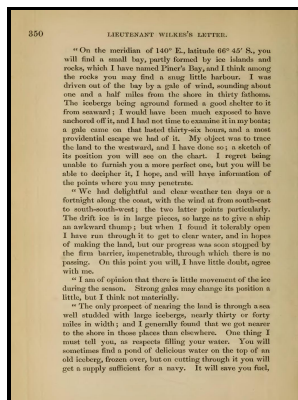 350 LIEUTENANT WILKES'S LETTER.
"On the meridian of 140° E., latitude 66° 45' S., you
will find a small bay, partly formed by ice islands and
rocks, which I have named Piner's Bay, and I think among
the rocks you may find a snug little harbour. I was
driven out of the bay by a gale of wind, sounding about
one and a half miles from the shore in thirty fathoms.
The icebergs being aground formed a good shelter to it
from seaward; I would have been much exposed to have
anchored off it, and I had not time to examine it in my boats;
a gale came on that lasted thirty-six hours, and a most
providential escape we had of it. My object was to trace
the land to the westward, and I have done so; a sketch of
its position you will see on the chart. I regret being
unable to furnish you a more perfect one, but you will be
able to decipher it, I hope, and will have information of
the points where you may penetrate.
"We had delightful and clear weather ten days or a
fortnight along the coast, with the wind at from south-east
to south-south-west; the two latter points particularly.
The drift ice is in large pieces, so large as to give a ship
an awkward thump; but when I found it tolerably open
I have run through it to get to clear water, and in hopes
of making the land, but our progress was soon stopped by
the firm barrier, impenetrable, through which there is no
passing. On this point you will, I have little doubt, agree
with me.
"I am of opinion that there is little movement of the ice
during the season. Strong gales may change its position a
little, but I think not materially.
"The only prospect of nearing the land is through a sea
well studded with large icebergs, nearly thirty or forty
miles in width; and I generally found that we got nearer
to the shore in those places than elsewhere. One thing I
must tell you, as respects filling your water. You will
sometimes find a pond of delicious water on the top of an
old iceberg, frozen over, but on cutting through it you will
get a supply sufficient for a navy. It will save you fuel,